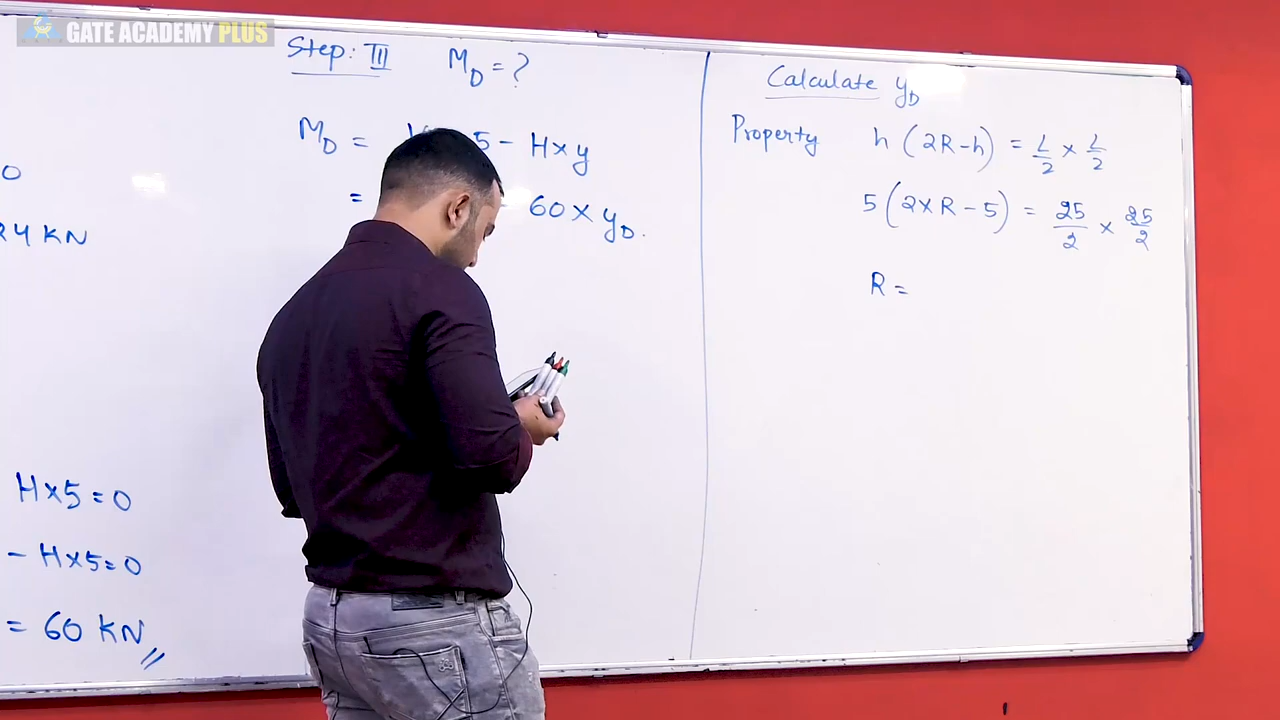 GATE ACADEMY PLUS
Step: III M_D = ?
M_D = 5 - H×y
= 60 × y_D.
0
24 KN
H×5 = 0
- H×5 = 0
= 60 KN
Calculate y_D
Property h (2R-h) = L/2 × L/2
5 (2×R - 5) = 25/2 × 25/2
R =